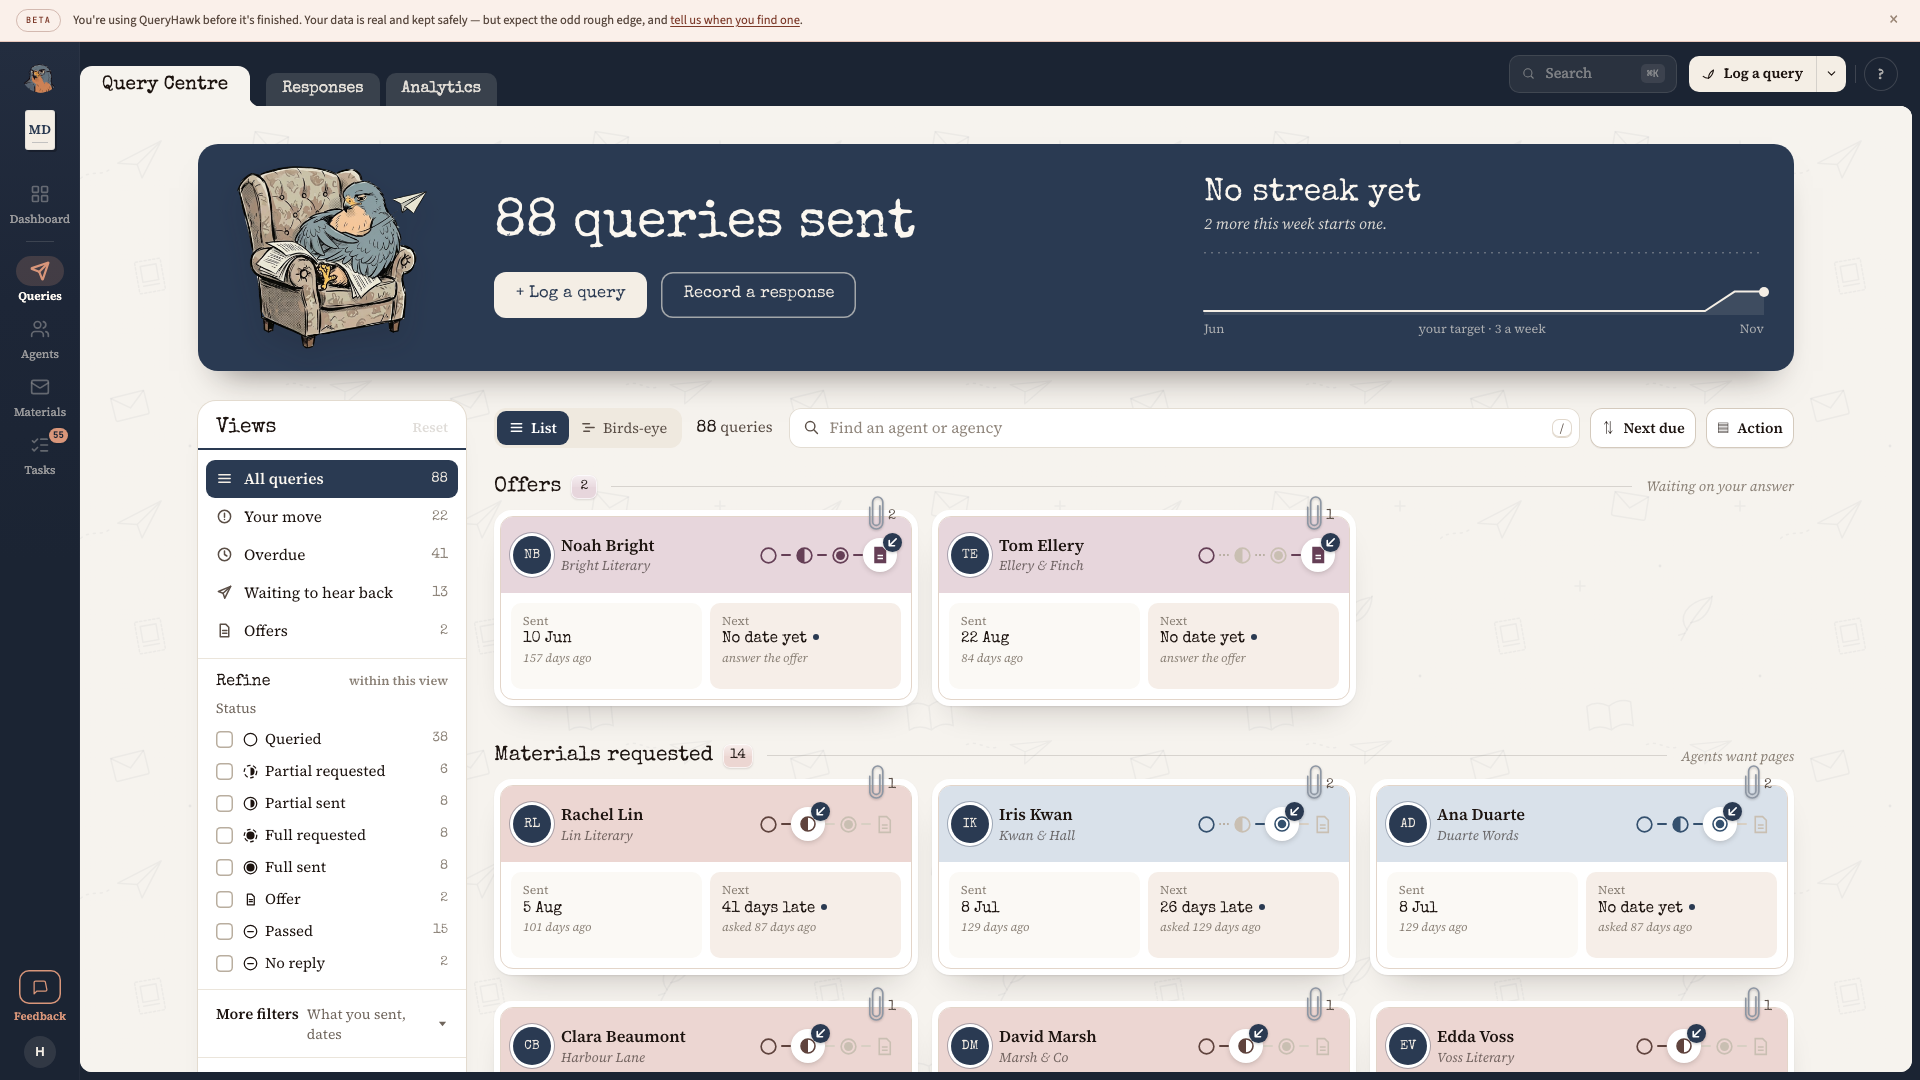 BETA
You're using QueryHawk before it's finished. Your data is real and kept safely — but expect the odd rough edge, and tell us when you find one.
×
Query Centre
Responses
Analytics
Search
⌘K
Log a query
?
MD
Dashboard
Queries
Agents
Materials
55
Tasks
Feedback
H
88 queries sent
+ Log a query
Record a response
No streak yet
2 more this week starts one.
Jun
your target · 3 a week
Nov
Views
Reset
All queries 88
Your move 22
Overdue 41
Waiting to hear back 13
Offers 2
Refine
within this view
Status
Queried 38
Partial requested 6
Partial sent 8
Full requested 8
Full sent 8
Offer 2
Passed 15
No reply 2
More filters
What you sent,
dates
List
Birds-eye
88 queries
Find an agent or agency
/
Next due
Action
Offers 2
Waiting on your answer
2
NB
Noah Bright
Bright Literary
Sent
10 Jun
157 days ago
Next
No date yet
answer the offer
1
TE
Tom Ellery
Ellery & Finch
Sent
22 Aug
84 days ago
Next
No date yet
answer the offer
Materials requested 14
Agents want pages
1
RL
Rachel Lin
Lin Literary
Sent
5 Aug
101 days ago
Next
41 days late
asked 87 days ago
2
IK
Iris Kwan
Kwan & Hall
Sent
8 Jul
129 days ago
Next
26 days late
asked 129 days ago
2
AD
Ana Duarte
Duarte Words
Sent
8 Jul
129 days ago
Next
No date yet
asked 87 days ago
1
CB
Clara Beaumont
Harbour Lane
1
DM
David Marsh
Marsh & Co
1
EV
Edda Voss
Voss Literary